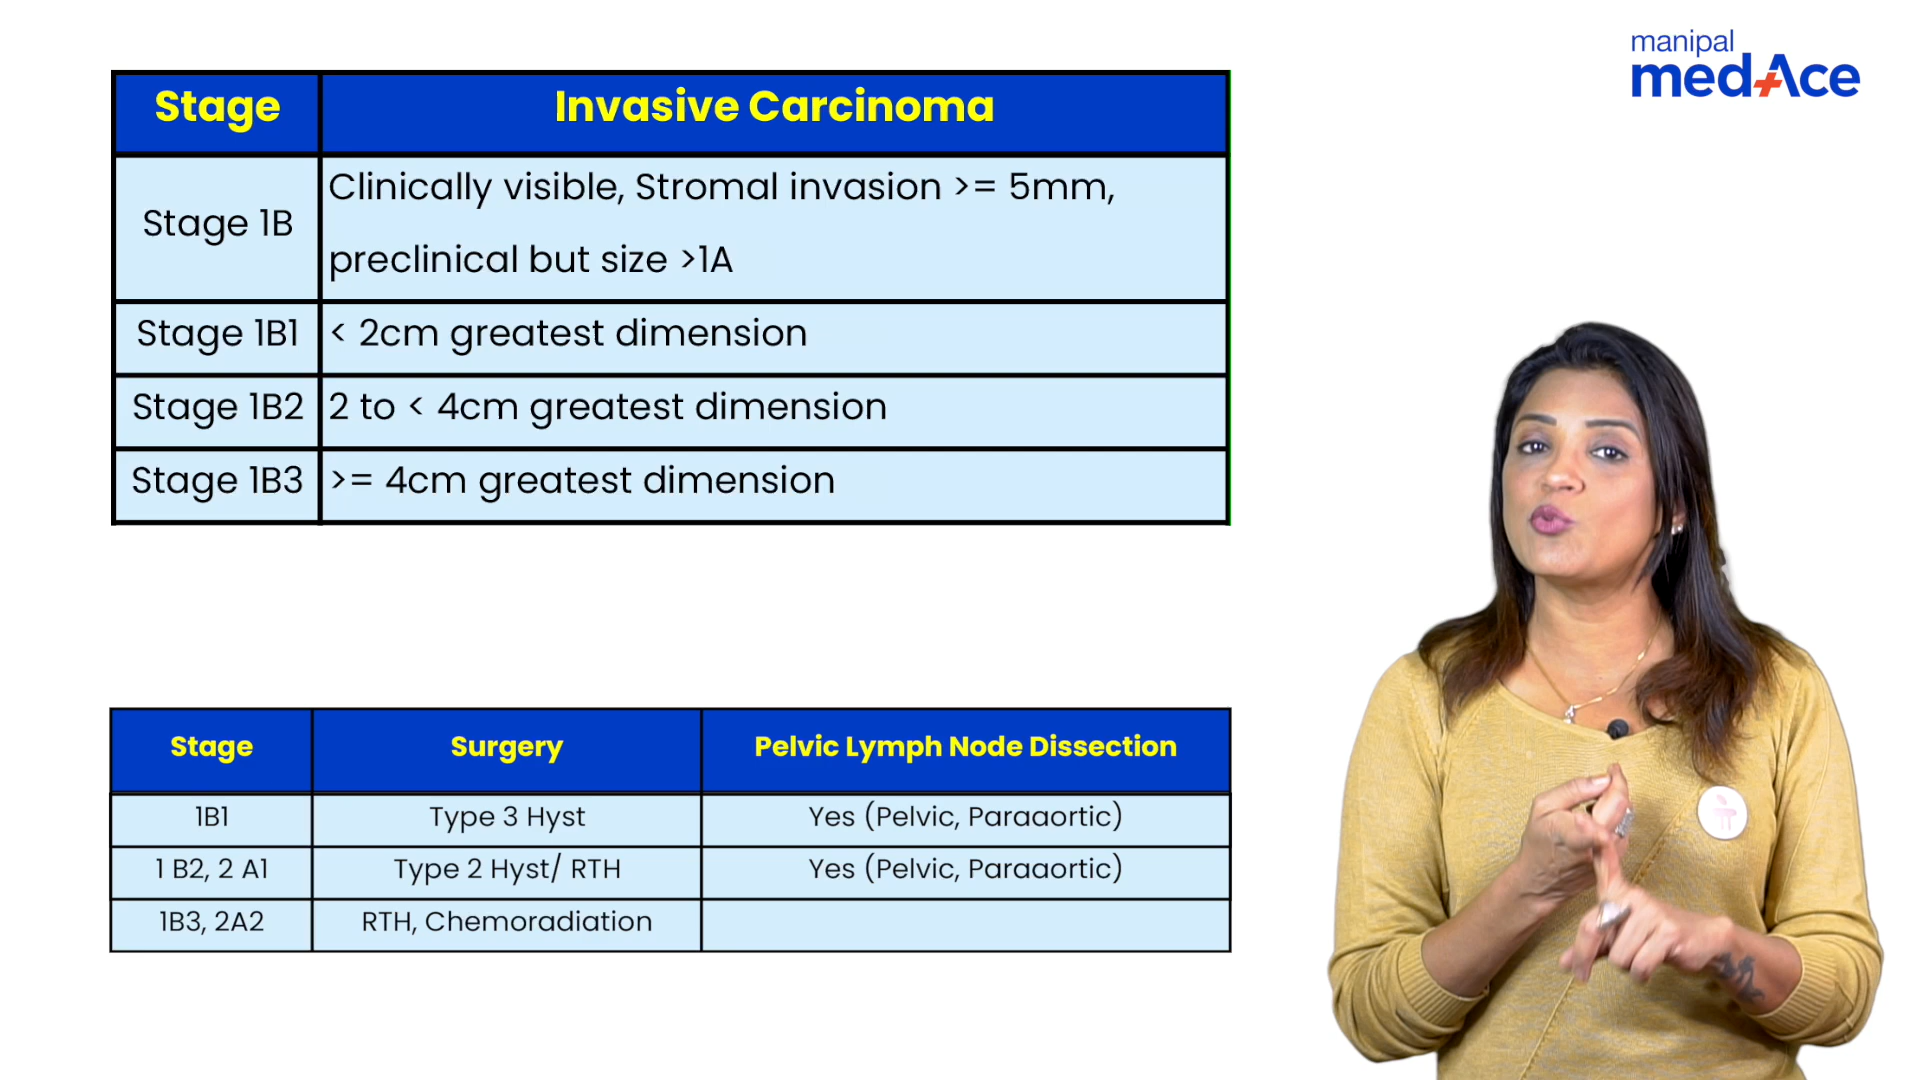 manipal
medAce
Stage Invasive Carcinoma
Stage 1B Clinically visible, Stromal invasion >= 5mm,
preclinical but size >1A
Stage 1B1 < 2cm greatest dimension
Stage 1B2 2 to < 4cm greatest dimension
Stage 1B3 >= 4cm greatest dimension
Stage Surgery Pelvic Lymph Node Dissection
1B1 Type 3 Hyst Yes (Pelvic, Paraaortic)
1 B2, 2 A1 Type 2 Hyst/ RTH Yes (Pelvic, Paraaortic)
1B3, 2A2 RTH, Chemoradiation